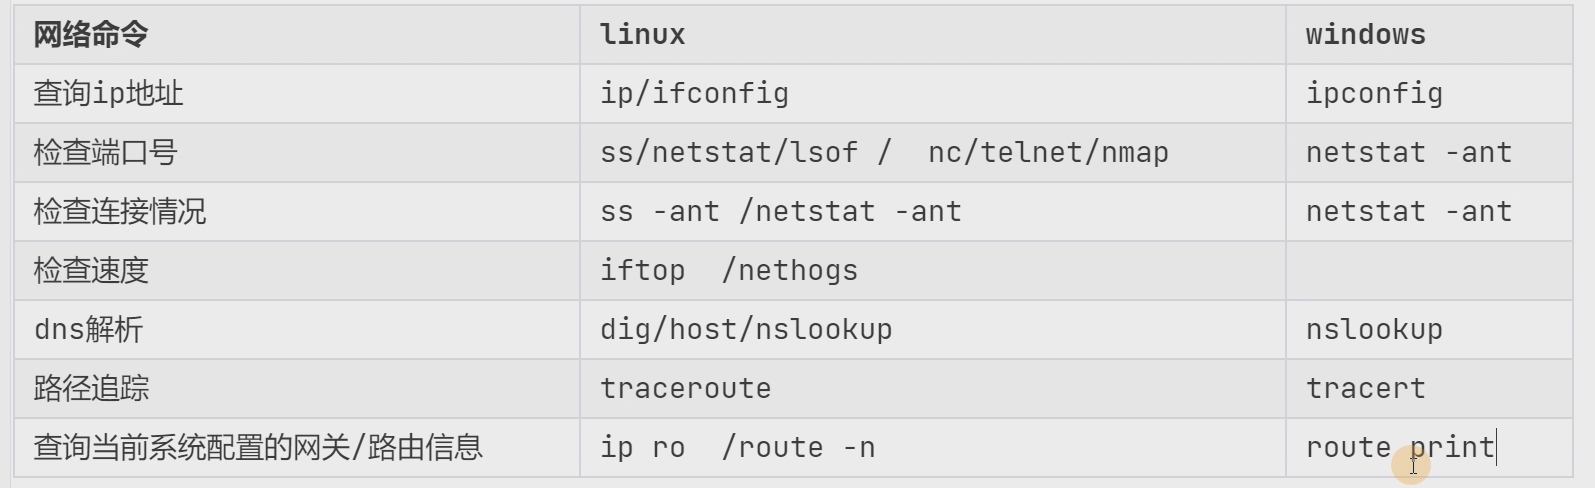 网络命令 linux windows
查询ip地址 ip/ifconfig ipconfig
检查端口号 ss/netstat/lsof /  nc/telnet/nmap netstat -ant
检查连接情况 ss -ant /netstat -ant netstat -ant
检查速度 iftop  /nethogs
dns解析 dig/host/nslookup nslookup
路径追踪 traceroute tracert
查询当前系统配置的网关/路由信息 ip ro  /route -n route print